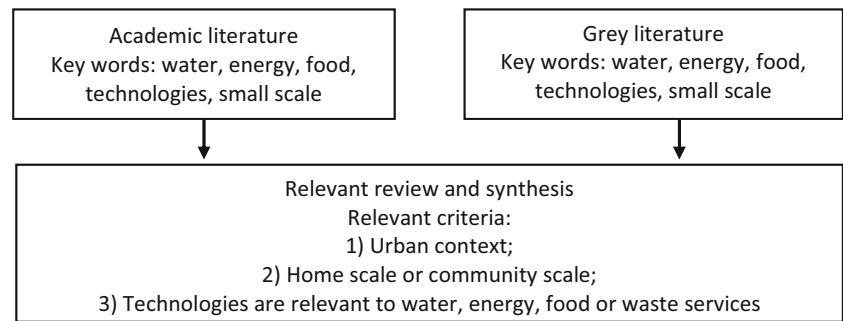 Academic literature
Key words: water, energy, food,
technologies, small scale
Grey literature
Key words: water, energy, food,
technologies, small scale
Relevant review and synthesis
Relevant criteria:
1) Urban context;
2) Home scale or community scale;
3) Technologies are relevant to water, energy, food or waste services